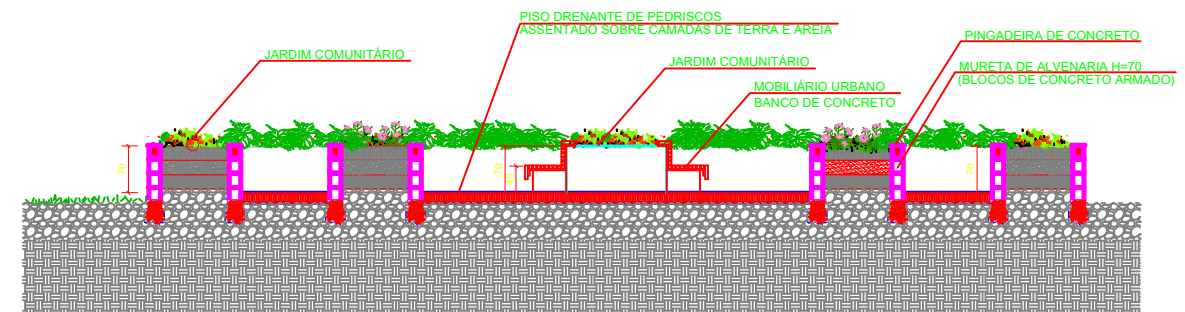 PISO DRENANTE DE PEDRISCOS
ASSENTADO SOBRE CAMADAS DE TERRA E AREIA
JARDIM COMUNITÁRIO
JARDIM COMUNITÁRIO
PINGADEIRA DE CONCRETO
MURETA DE ALVENARIA H=70
(BLOCOS DE CONCRETO ARMADO)
MOBILIÁRIO URBANO
BANCO DE CONCRETO
70
70
40
70